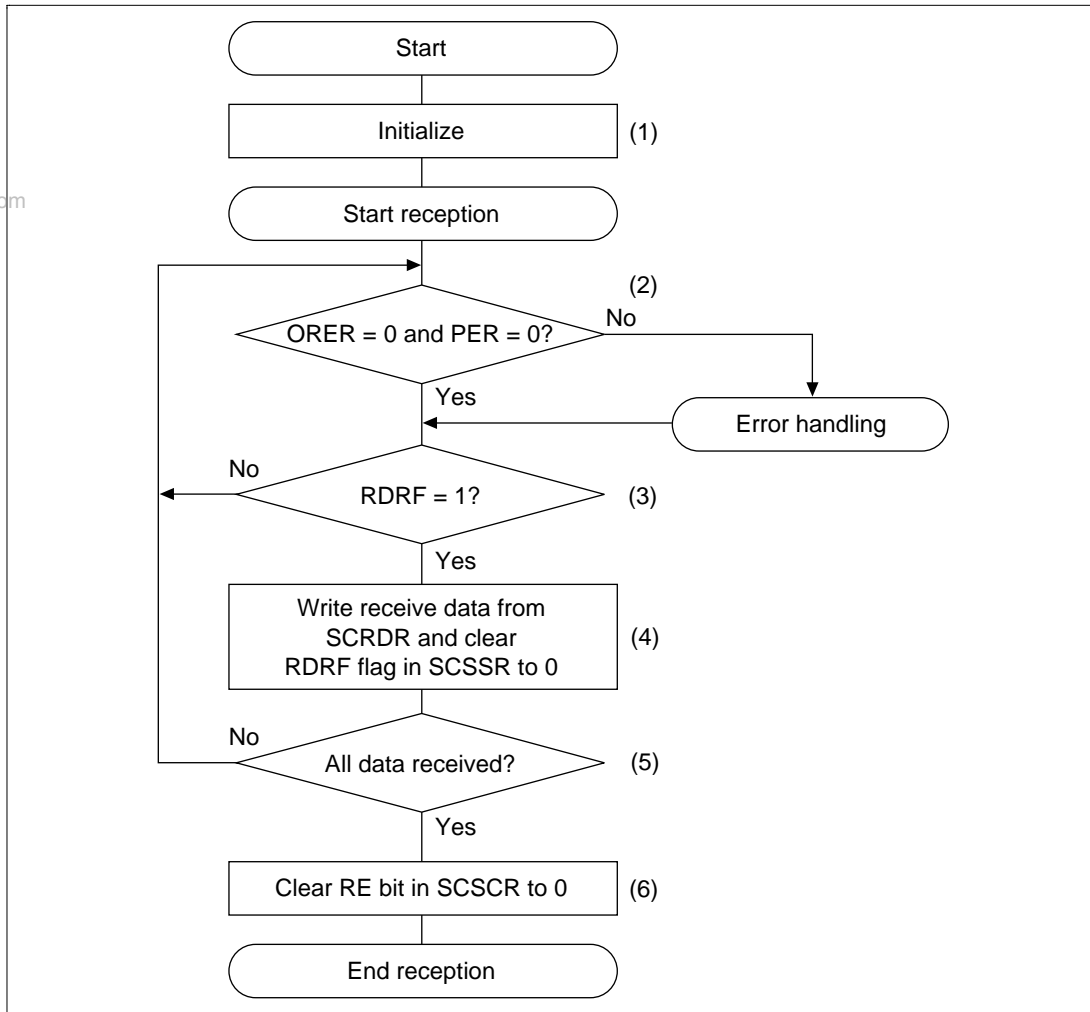 Start
Initialize
(1)
om
Start reception
(2)
ORER = 0 and PER = 0?
No
Yes
Error handling
No
RDRF = 1?
(3)
Yes
Write receive data from
SCRDR and clear
RDRF flag in SCSSR to 0
(4)
No
All data received?
(5)
Yes
Clear RE bit in SCSCR to 0
(6)
End reception